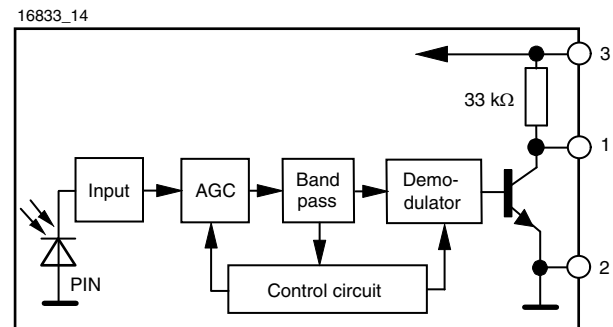 16833_14
3
33 kΩ
1
Input
AGC
Band
pass
Demo-
dulator
2
PIN
Control circuit